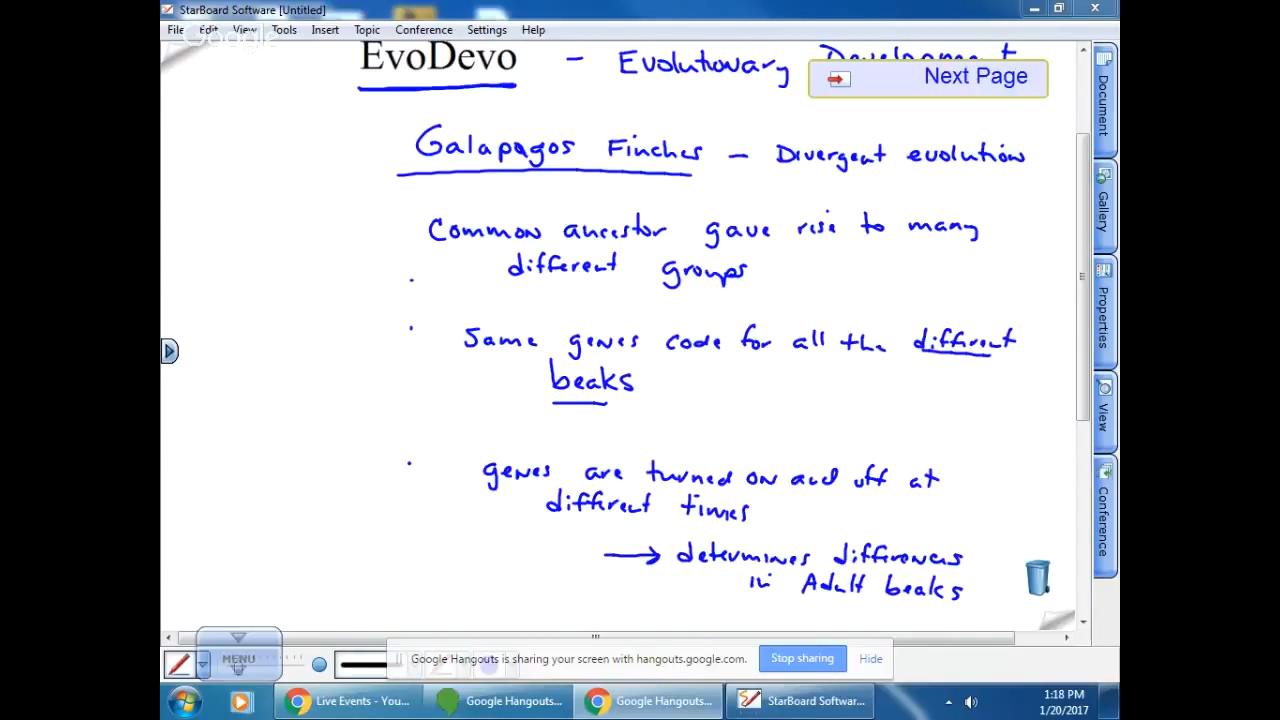 StarBoard Software [Untitled]
File Edit View Tools Insert Topic Conference Settings Help
Google
EvoDevo - Evolutionary Development
Next Page
Galapagos Finches - Divergent evolution
Common ancestor gave rise to many
different groups
Same genes code for all the different
beaks
genes are turned on and off at
different times
→ determines differences
in Adult beaks
Document
Gallery
Properties
View
Conference
MENU
Google Hangouts is sharing your screen with hangouts.google.com. Stop sharing Hide
Live Events - You... Google Hangouts... Google Hangouts... StarBoard Softwar... 1:18 PM
1/20/2017